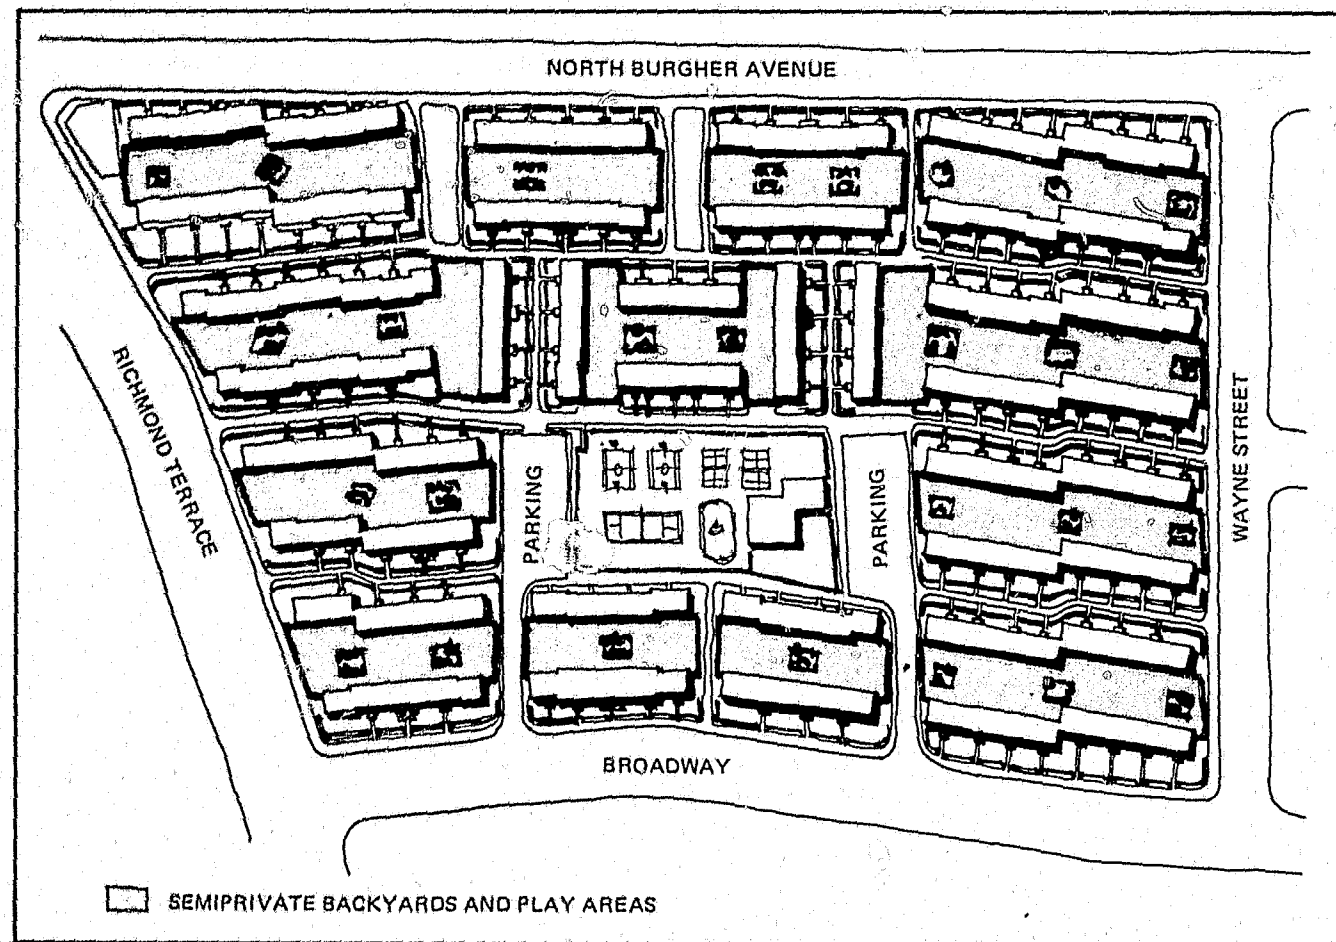 NORTH BURGHER AVENUE
RICHMOND TERRACE
WAYNE STREET
PARKING
PARKING
BROADWAY
SEMIPRIVATE BACKYARDS AND PLAY AREAS